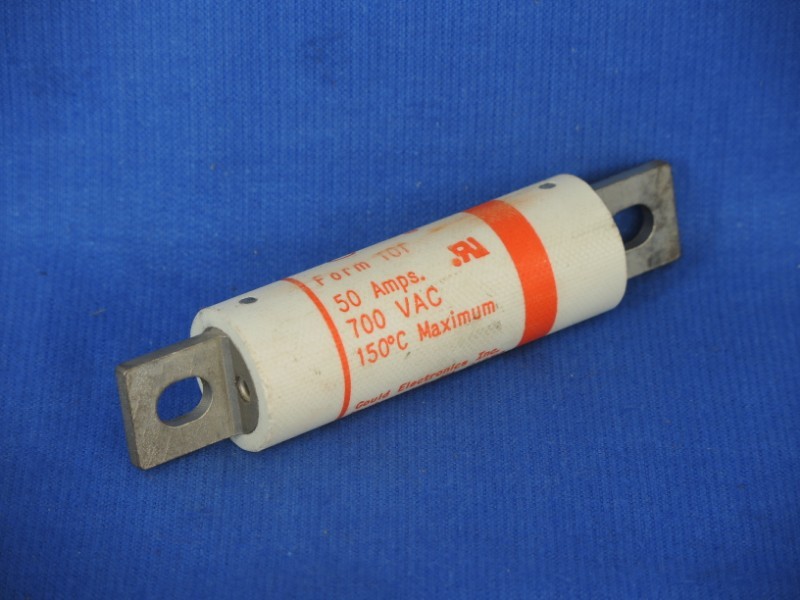 Form 101
50 Amps.
700 VAC
150°C Maximum
Gould Electronics Inc.